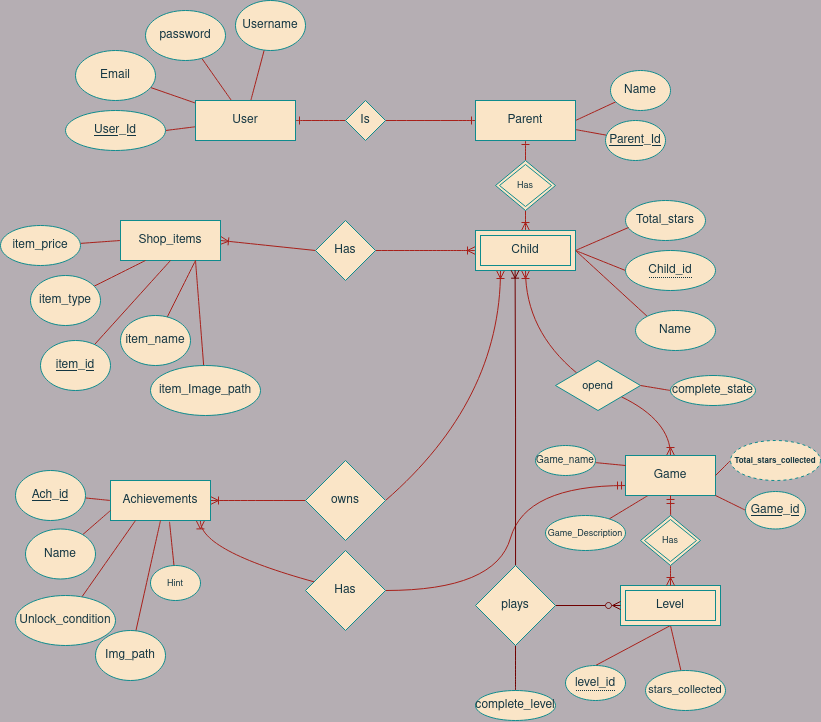 Username
password
Email
User_Id
User
Is
Parent
Name
Parent_Id
Has
item_price
Shop_items
Has
Child
Total_stars
Child_id
Name
item_type
item_name
item_id
item_Image_path
opend
complete_state
Game_name
Game
Total_stars_collected
Game_id
Game_Description
Ach_id
Achievements
owns
Name
Has
Hint
Has
Unlock_condition
Img_path
plays
Level
level_id
stars_collected
complete_level